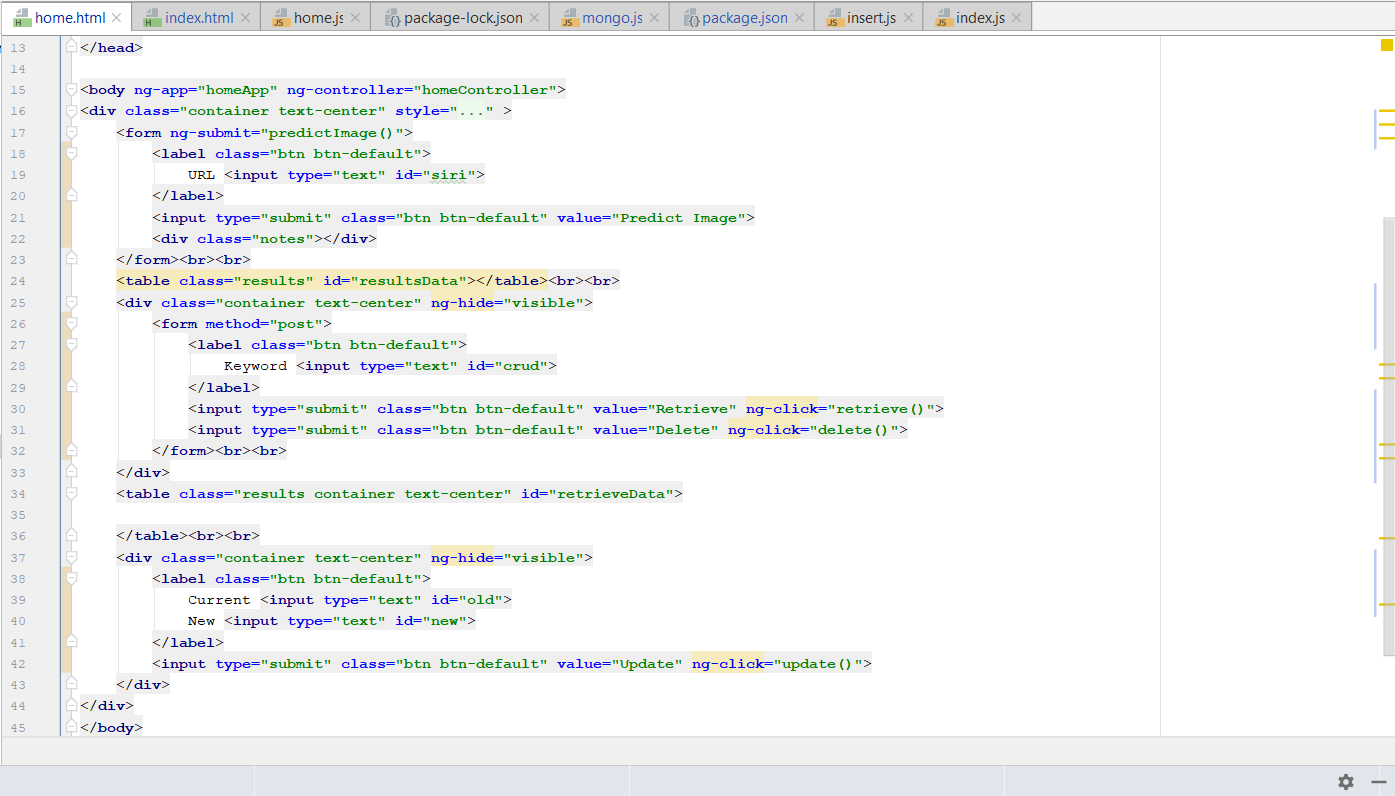 home.html index.html home.js package-lock.json mongo.js package.json insert.js index.js
13 </head>
14
15 <body ng-app="homeApp" ng-controller="homeController">
16 <div class="container text-center" style="..." >
17 <form ng-submit="predictImage()">
18 <label class="btn btn-default">
19 URL <input type="text" id="siri">
20 </label>
21 <input type="submit" class="btn btn-default" value="Predict Image">
22 <div class="notes"></div>
23 </form><br><br>
24 <table class="results" id="resultsData"></table><br><br>
25 <div class="container text-center" ng-hide="visible">
26 <form method="post">
27 <label class="btn btn-default">
28 Keyword <input type="text" id="crud">
29 </label>
30 <input type="submit" class="btn btn-default" value="Retrieve" ng-click="retrieve()">
31 <input type="submit" class="btn btn-default" value="Delete" ng-click="delete()">
32 </form><br><br>
33 </div>
34 <table class="results container text-center" id="retrieveData">
35
36 </table><br><br>
37 <div class="container text-center" ng-hide="visible">
38 <label class="btn btn-default">
39 Current <input type="text" id="old">
40 New <input type="text" id="new">
41 </label>
42 <input type="submit" class="btn btn-default" value="Update" ng-click="update()">
43 </div>
44 </div>
45 </body>